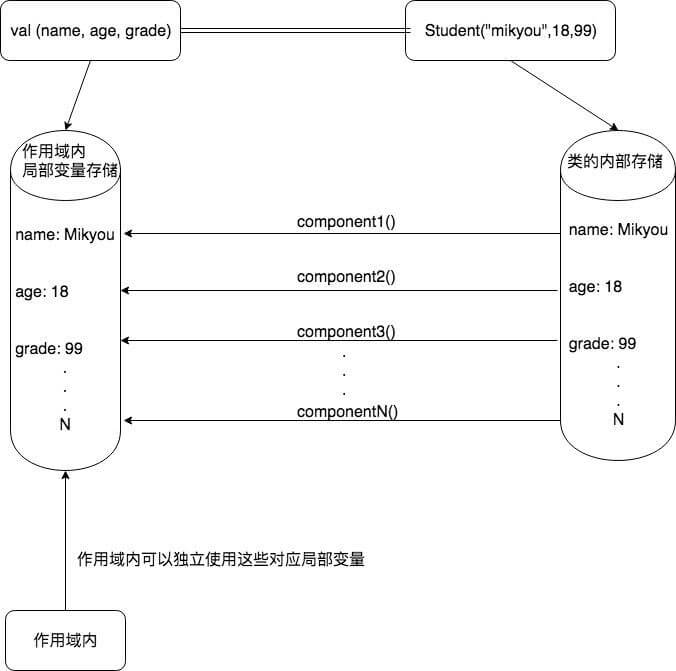 val (name, age, grade)
Student("mikyou",18,99)
作用域内
局部变量存储
类的内部存储
name: Mikyou
component1()
name: Mikyou
age: 18
component2()
age: 18
grade: 99
component3()
grade: 99
.
.
.
.
.
.
.
.
.
N
componentN()
N
作用域内可以独立使用这些对应局部变量
作用域内